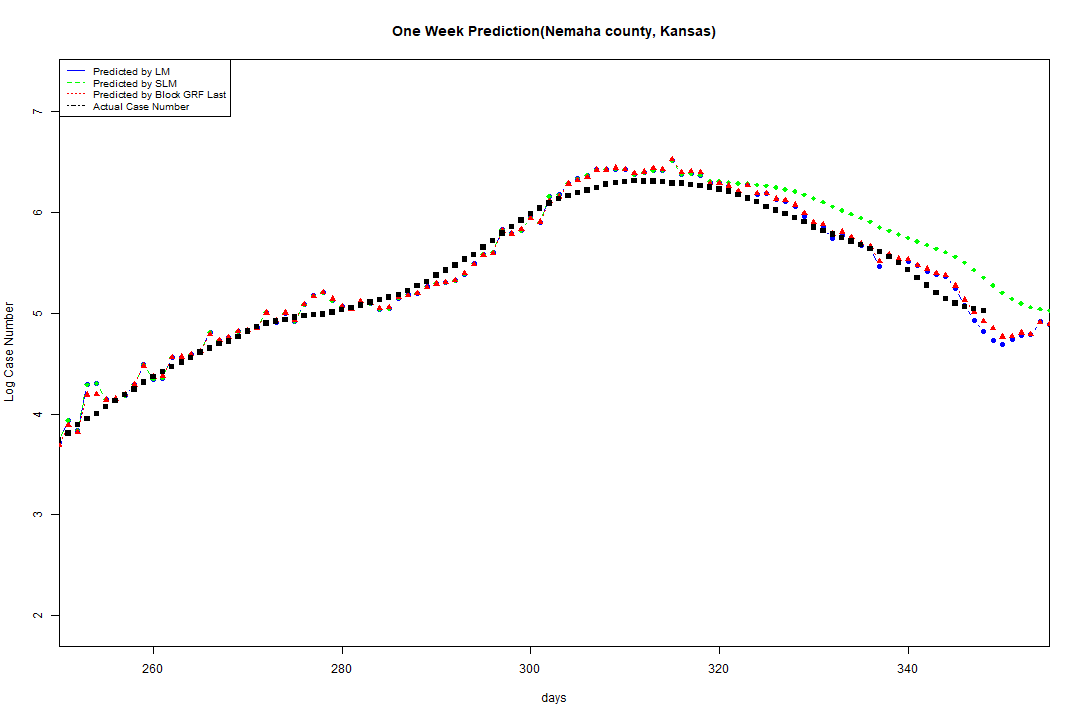 One Week Prediction(Nemaha county, Kansas)
Predicted by LM
Predicted by SLM
Predicted by Block GRF Last
Actual Case Number
7
6
5
4
3
2
Log Case Number
260 280 300 320 340
days